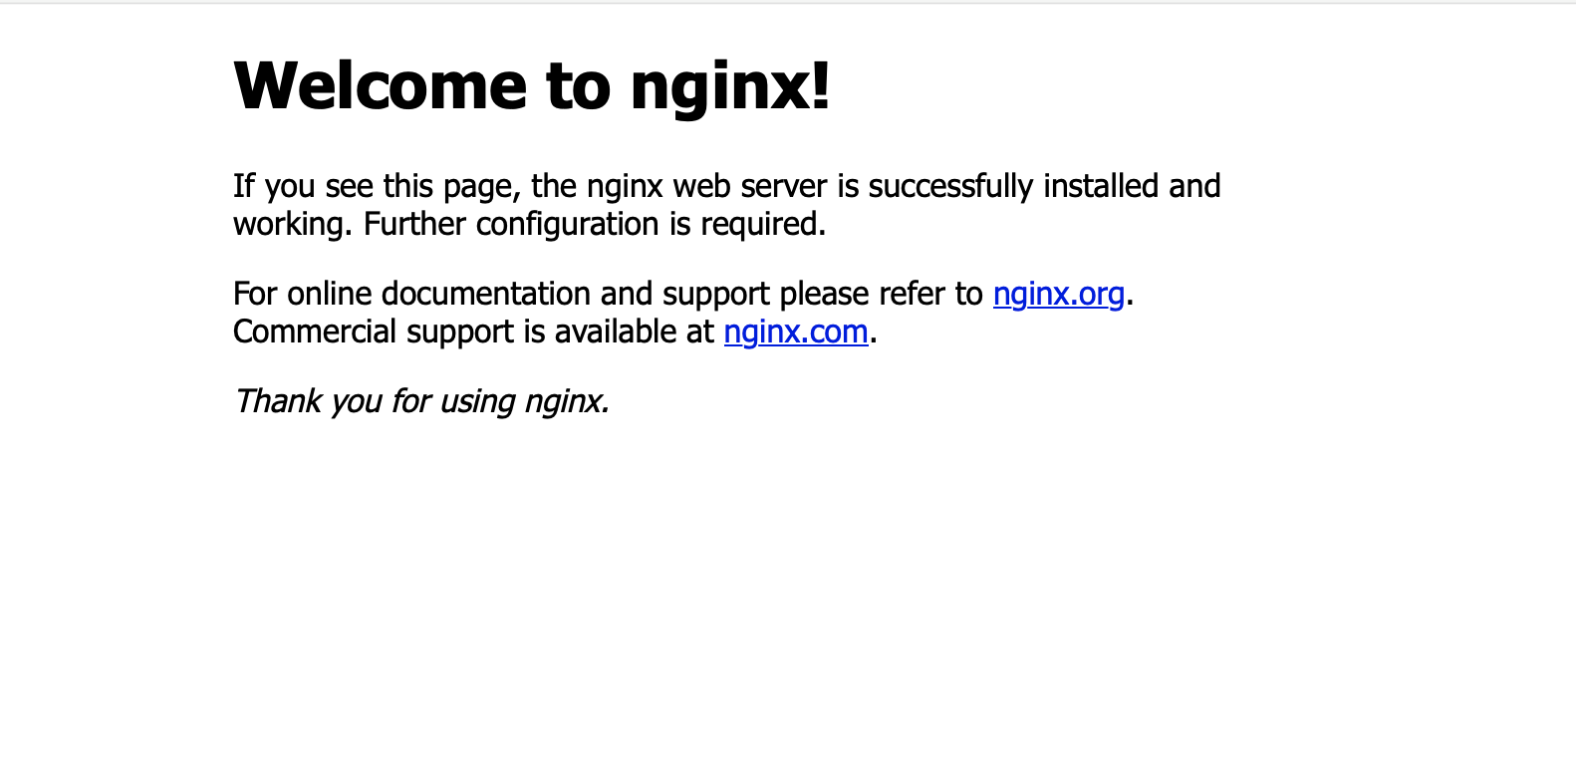 Welcome to nginx!
If you see this page, the nginx web server is successfully installed and
working. Further configuration is required.
For online documentation and support please refer to nginx.org.
Commercial support is available at nginx.com.
Thank you for using nginx.